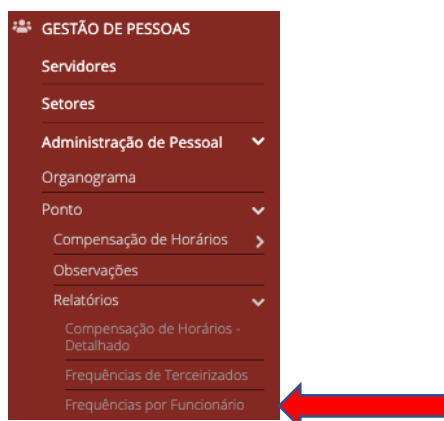 GESTÃO DE PESSOAS
Servidores
Setores
Administração de Pessoal
Organograma
Ponto
Compensação de Horários
Observações
Relatórios
Compensação de Horários -
Detalhado
Frequências de Terceirizados
Frequências por Funcionário